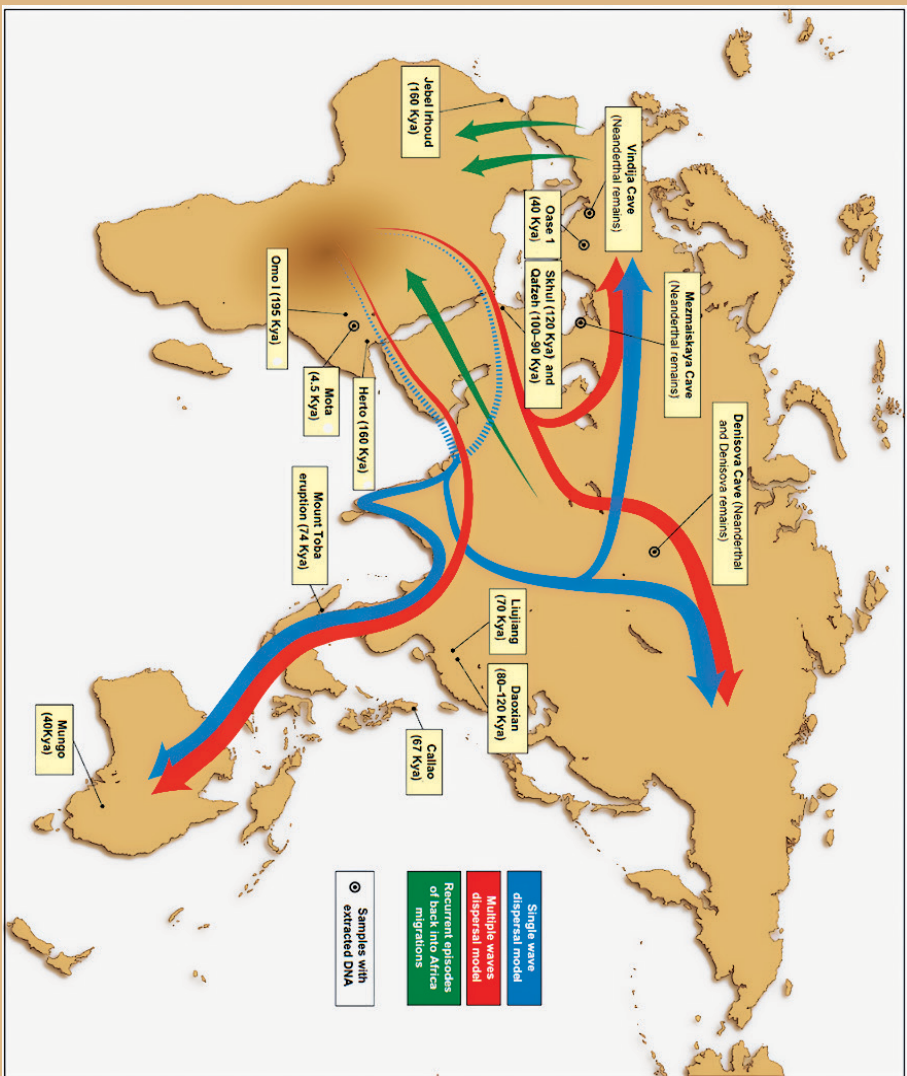 Vindija Cave
(Neanderthal remains)
Mezmaiskaya Cave
(Neanderthal remains)
Denisova Cave (Neanderthal
and Denisova remains)
Oase 1
(40 Kya)
Jebel Irhoud
(160 Kya)
Skhul (120 Kya) and
Qafzeh (100–90 Kya)
Liujiang
(70 Kya)
Daoxian
(80–120 Kya)
Callao
(67 Kya)
Herto (160 Kya)
Omo I (195 Kya)
Mota
(4.5 Kya)
Mount Toba
eruption (74 Kya)
Mungo
(40Kya)
Single wave
dispersal model
Multiple waves
dispersal model
Recurrent episodes
of back into Africa
migrations
Samples with
extracted DNA